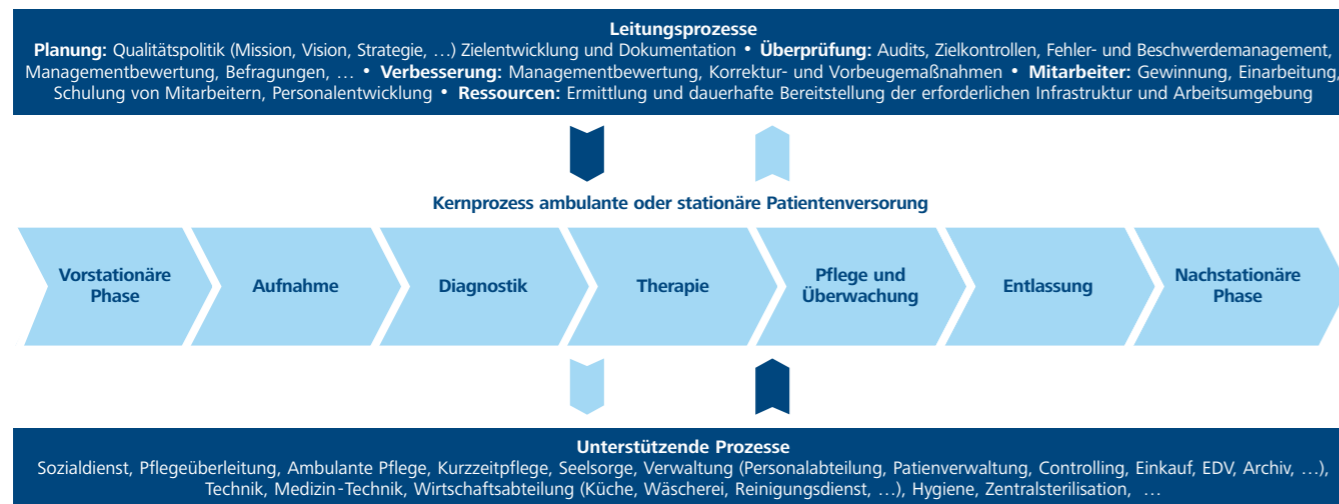 Leitungsprozesse
Planung: Qualitätspolitik (Mission, Vision, Strategie, …) Zielentwicklung und Dokumentation • Überprüfung: Audits, Zielkontrollen, Fehler- und Beschwerdemanagement,
Managementbewertung, Befragungen, … • Verbesserung: Managementbewertung, Korrektur- und Vorbeugemaßnahmen • Mitarbeiter: Gewinnung, Einarbeitung,
Schulung von Mitarbeitern, Personalentwicklung • Ressourcen: Ermittlung und dauerhafte Bereitstellung der erforderlichen Infrastruktur und Arbeitsumgebung
Kernprozess ambulante oder stationäre Patientenversorung
Vorstationäre
Phase
Aufnahme
Diagnostik
Therapie
Pflege und
Überwachung
Entlassung
Nachstationäre
Phase
Unterstützende Prozesse
Sozialdienst, Pflegeüberleitung, Ambulante Pflege, Kurzzeitpflege, Seelsorge, Verwaltung (Personalabteilung, Patienverwaltung, Controlling, Einkauf, EDV, Archiv, …),
Technik, Medizin-Technik, Wirtschaftsabteilung (Küche, Wäscherei, Reinigungsdienst, …), Hygiene, Zentralsterilisation, …